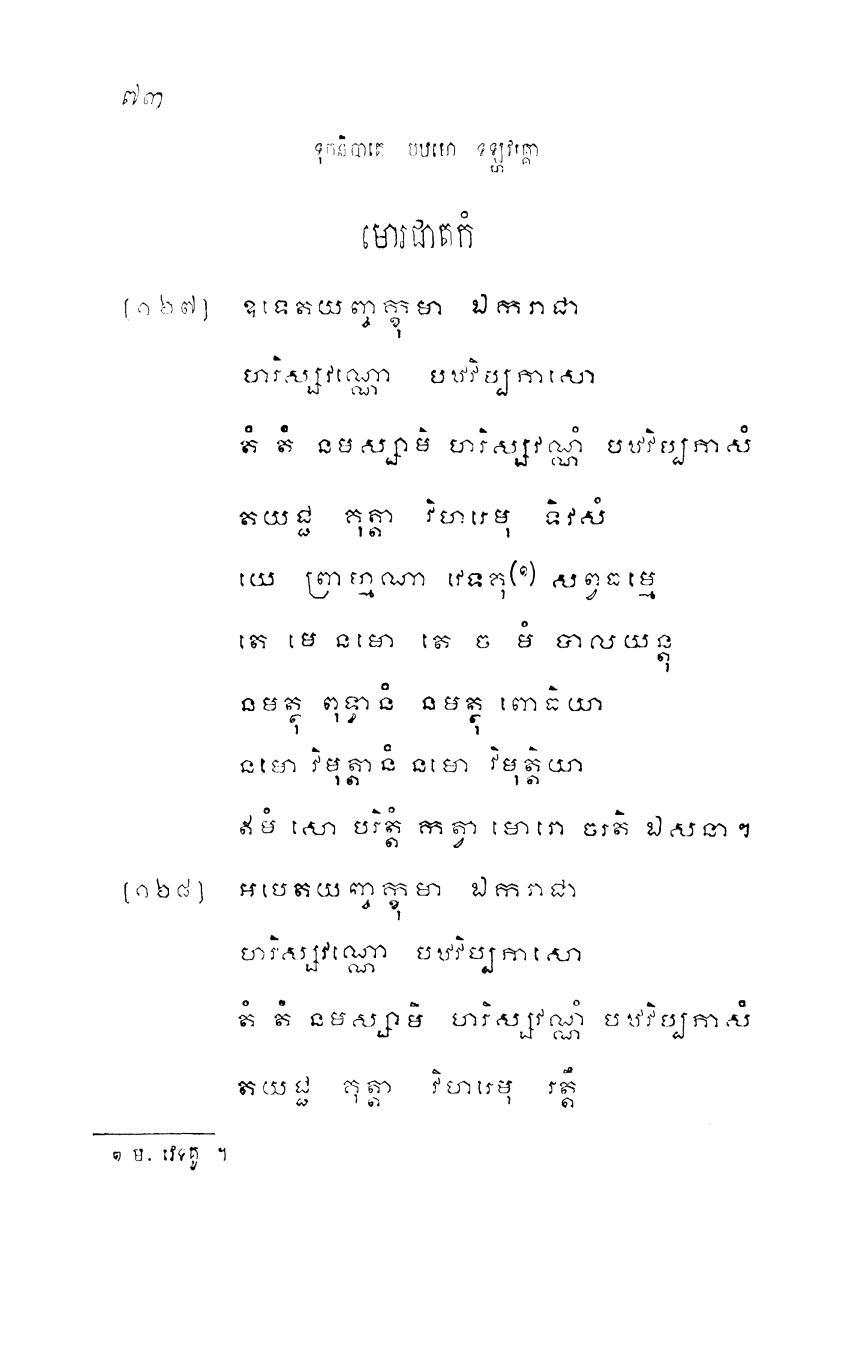 ៧៣
ទុកនិបាតេ បឋមោ ទឡ្ហវគ្គោ
មោរជាតកំ
[១៦៧] ឧទេតយញ្ចក្ខុមា ឯករាជា
ហរិស្សវណ្ណោ បឋវិប្បភាសោ
តំ តំ នមស្សាមិ ហរិស្សវណ្ណំ បឋវិប្បភាសំ
តយជ្ជ គុត្តា វិហរេមុ ទិវសំ
យេ ព្រាហ្មណា វេទគុ(១) សព្វធម្មេ
តេ មេ នមោ តេ ច មំ បាលយន្តុ
នមត្ថុ ពុទ្ធានំ នមត្ថុ ពោធិយា
នមោ វិមុត្តានំ នមោ វិមុត្តិយា
ឥមំ សោ បរិត្តំ កត្វា មោរោ ចរតិ ឯសនា។
[១៦៨] អបេតយញ្ចក្ខុមា ឯករាជា
ហរិស្សវណ្ណោ បឋវិប្បភាសោ
តំ តំ នមស្សាមិ ហរិស្សវណ្ណំ បឋវិប្បភាសំ
តយជ្ជ គុត្តា វិហរេមុ រត្តឹ
១ ម. វេទគូ ។